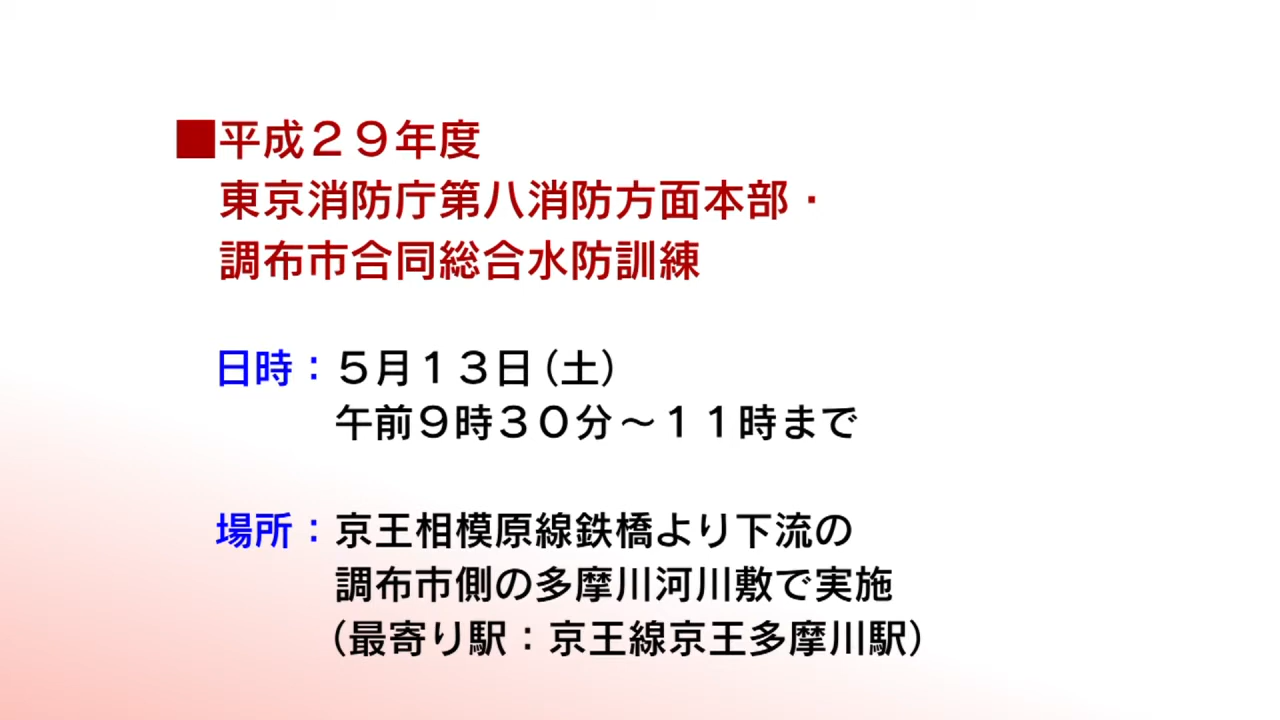 ■平成２９年度
東京消防庁第八消防方面本部・
調布市合同総合水防訓練
日時：５月１３日（土）
午前９時３０分～１１時まで
場所：京王相模原線鉄橋より下流の
調布市側の多摩川河川敷で実施
（最寄り駅：京王線京王多摩川駅）